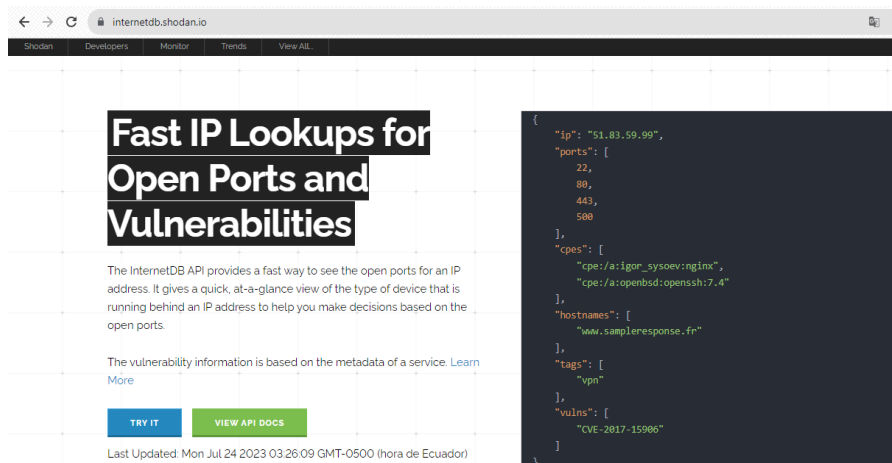 internetdb.shodan.io
Shodan Developers Monitor Trends View All..
Fast IP Lookups for
Open Ports and
Vulnerabilities
The InternetDB API provides a fast way to see the open ports for an IP
address. It gives a quick, at-a-glance view of the type of device that is
running behind an IP address to help you make decisions based on the
open ports.
The vulnerability information is based on the metadata of a service. Learn
More
TRY IT VIEW API DOCS
Last Updated: Mon Jul 24 2023 03:26:09 GMT-0500 (hora de Ecuador)
{
"ip": "51.83.59.99",
"ports": [
22,
80,
443,
500
],
"cpes": [
"cpe:/a:igor_sysoev:nginx",
"cpe:/a:openbsd:openssh:7.4"
],
"hostnames": [
"www.sampleresponse.fr"
],
"tags": [
"vpn"
],
"vulns": [
"CVE-2017-15906"
]
}